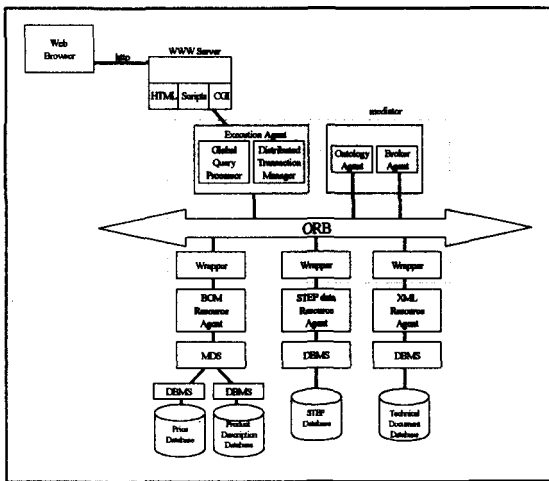 Web
Browser
http
WWW Server
HTML Scripts CGI
mediator
Execution Agent
Global
Query
Processor
Distributed
Transaction
Manager
Ontology
Agent
Broker
Agent
ORB
Wrapper
Wrapper
Wrapper
BOM
Resource
Agent
STEP data
Resource
Agent
XML
Resource
Agent
MDS
DBMS
DBMS
DBMS
DBMS
Price
Database
Product
Description
Database
STEP
Database
Technical
Document
Database